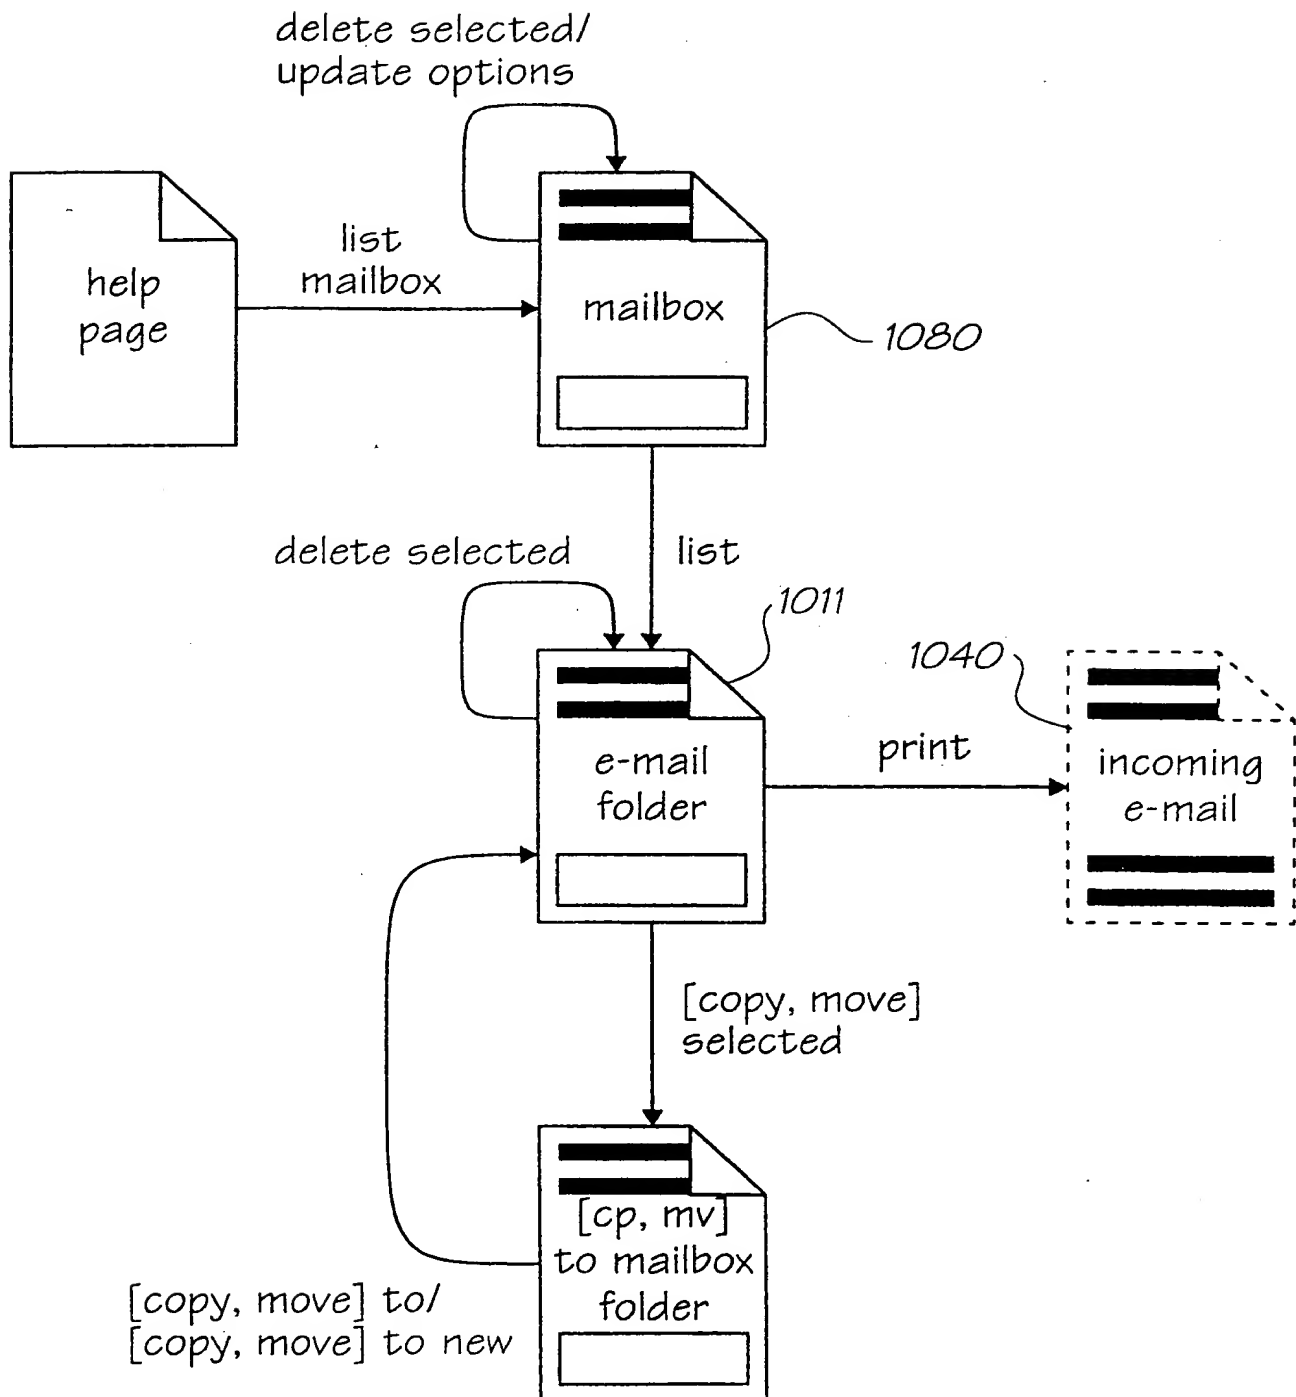 delete selected/
update options
list
mailbox
help
page
mailbox
1080
delete selected
list
1011
1040
e-mail
folder
print
incoming
e-mail
[copy, move]
selected
[cp, mv]
to mailbox
folder
[copy, move] to/
[copy, move] to new